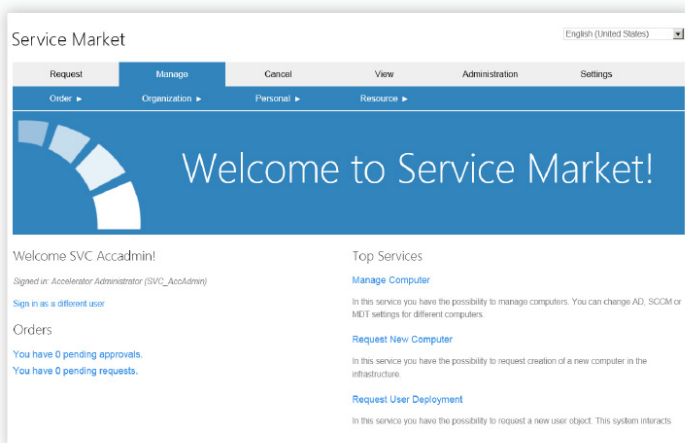 Service Market
English (United States)
Request Manage Cancel View Administration Settings
Order ► Organization ► Personal ► Resource ►
Welcome to Service Market!
Welcome SVC Accadmin!
Signed in: Accelerator Administrator (SVC_AccAdmin)
Sign in as a different user
Orders
You have 0 pending approvals.
You have 0 pending requests.
Top Services
Manage Computer
In this service you have the possibility to manage computers. You can change AD, SCCM or
MDT settings for different computers.
Request New Computer
In this service you have the possibility to request creation of a new computer in the
infrastructure.
Request User Deployment
In this service you have the possibility to request a new user object. This system interacts